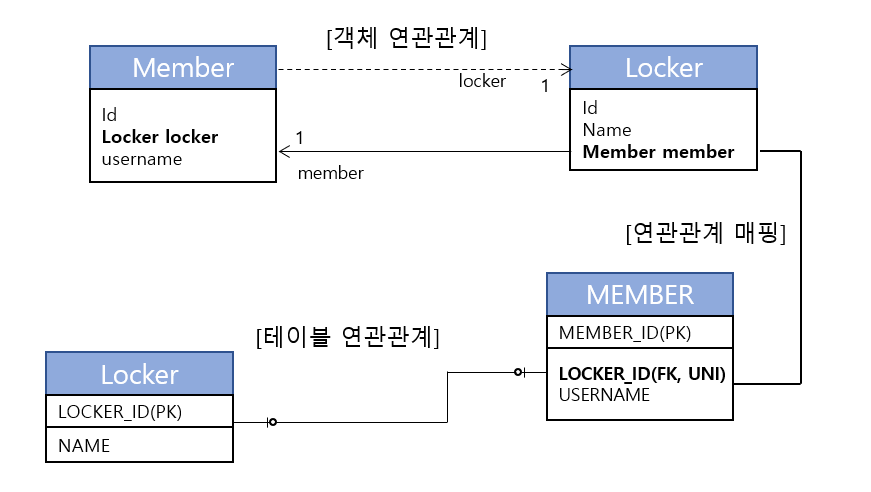 [객체 연관관계]
Member
Id
Locker locker
username
locker
1
1
member
Locker
Id
Name
Member member
[연관관계 매핑]
[테이블 연관관계]
MEMBER
MEMBER_ID(PK)
LOCKER_ID(FK, UNI)
USERNAME
Locker
LOCKER_ID(PK)
NAME